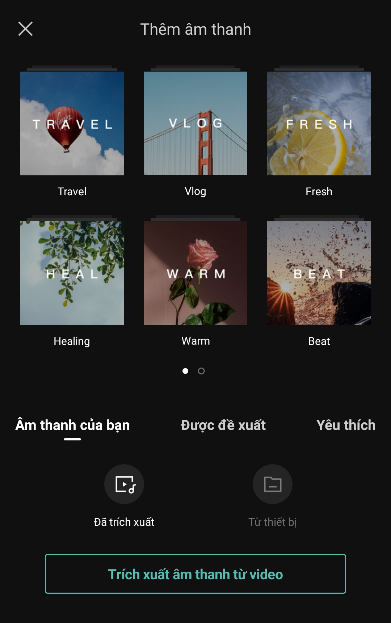 Thêm âm thanh
TRAVEL
VLOG
FRESH
Travel
Vlog
Fresh
HEAL
WARM
BEAT
Healing
Warm
Beat
Âm thanh của bạn
Được đề xuất
Yêu thích
Đã trích xuất
Từ thiết bị
Trích xuất âm thanh từ video